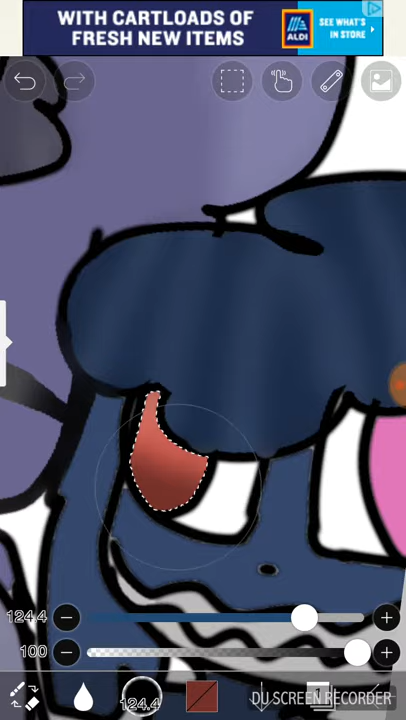 WITH CARTLOADS OF
FRESH NEW ITEMS
ALDI
SEE WHAT'S
IN STORE
124.4
100
124.4
DU SCREEN RECORDER